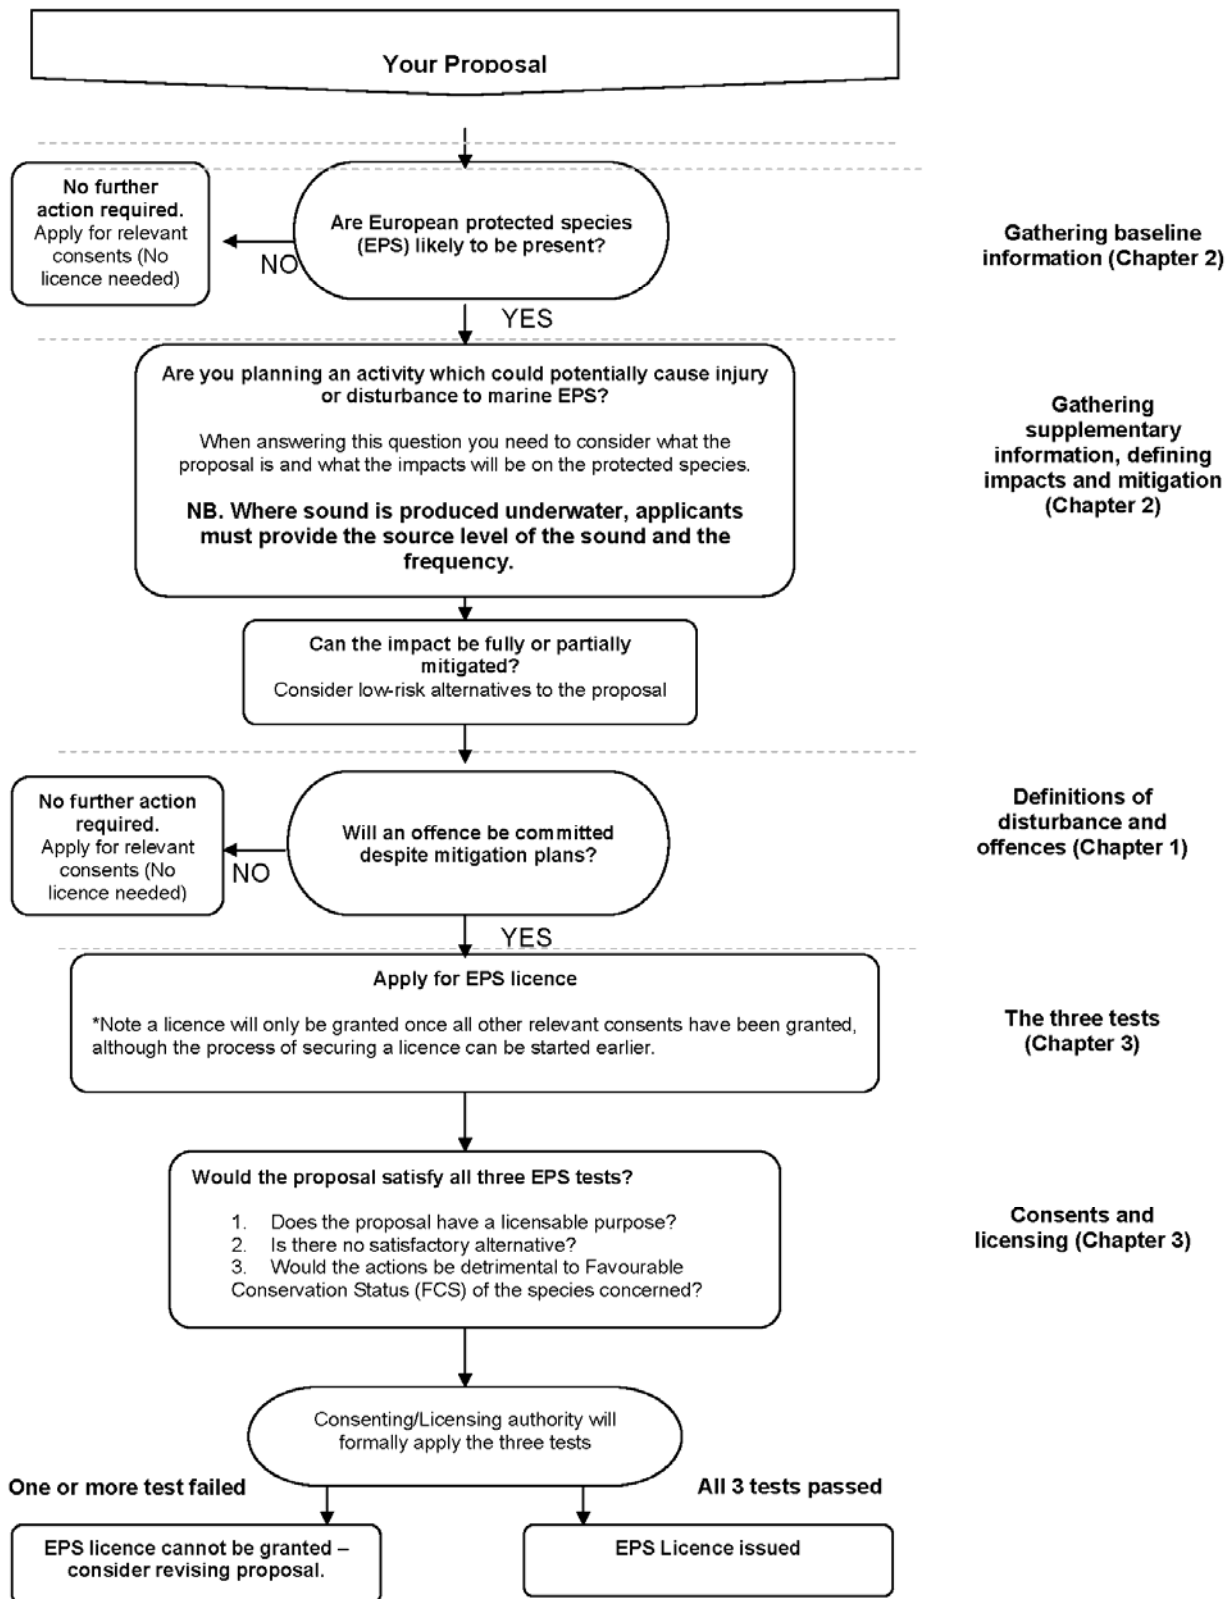 Your Proposal
No further
action required.
Apply for relevant
consents (No
licence needed)
NO
Are European protected species
(EPS) likely to be present?
Gathering baseline
information (Chapter 2)
YES
Are you planning an activity which could potentially cause injury
or disturbance to marine EPS?
When answering this question you need to consider what the
proposal is and what the impacts will be on the protected species.
NB. Where sound is produced underwater, applicants
must provide the source level of the sound and the
frequency.
Gathering
supplementary
information, defining
impacts and mitigation
(Chapter 2)
Can the impact be fully or partially
mitigated?
Consider low-risk alternatives to the proposal
No further action
required.
Apply for relevant
consents (No
licence needed)
NO
Will an offence be committed
despite mitigation plans?
Definitions of
disturbance and
offences (Chapter 1)
YES
Apply for EPS licence
*Note a licence will only be granted once all other relevant consents have been granted,
although the process of securing a licence can be started earlier.
The three tests
(Chapter 3)
Would the proposal satisfy all three EPS tests?
1. Does the proposal have a licensable purpose?
2. Is there no satisfactory alternative?
3. Would the actions be detrimental to Favourable
Conservation Status (FCS) of the species concerned?
Consents and
licensing (Chapter 3)
Consenting/Licensing authority will
formally apply the three tests
One or more test failed
All 3 tests passed
EPS licence cannot be granted –
consider revising proposal.
EPS Licence issued